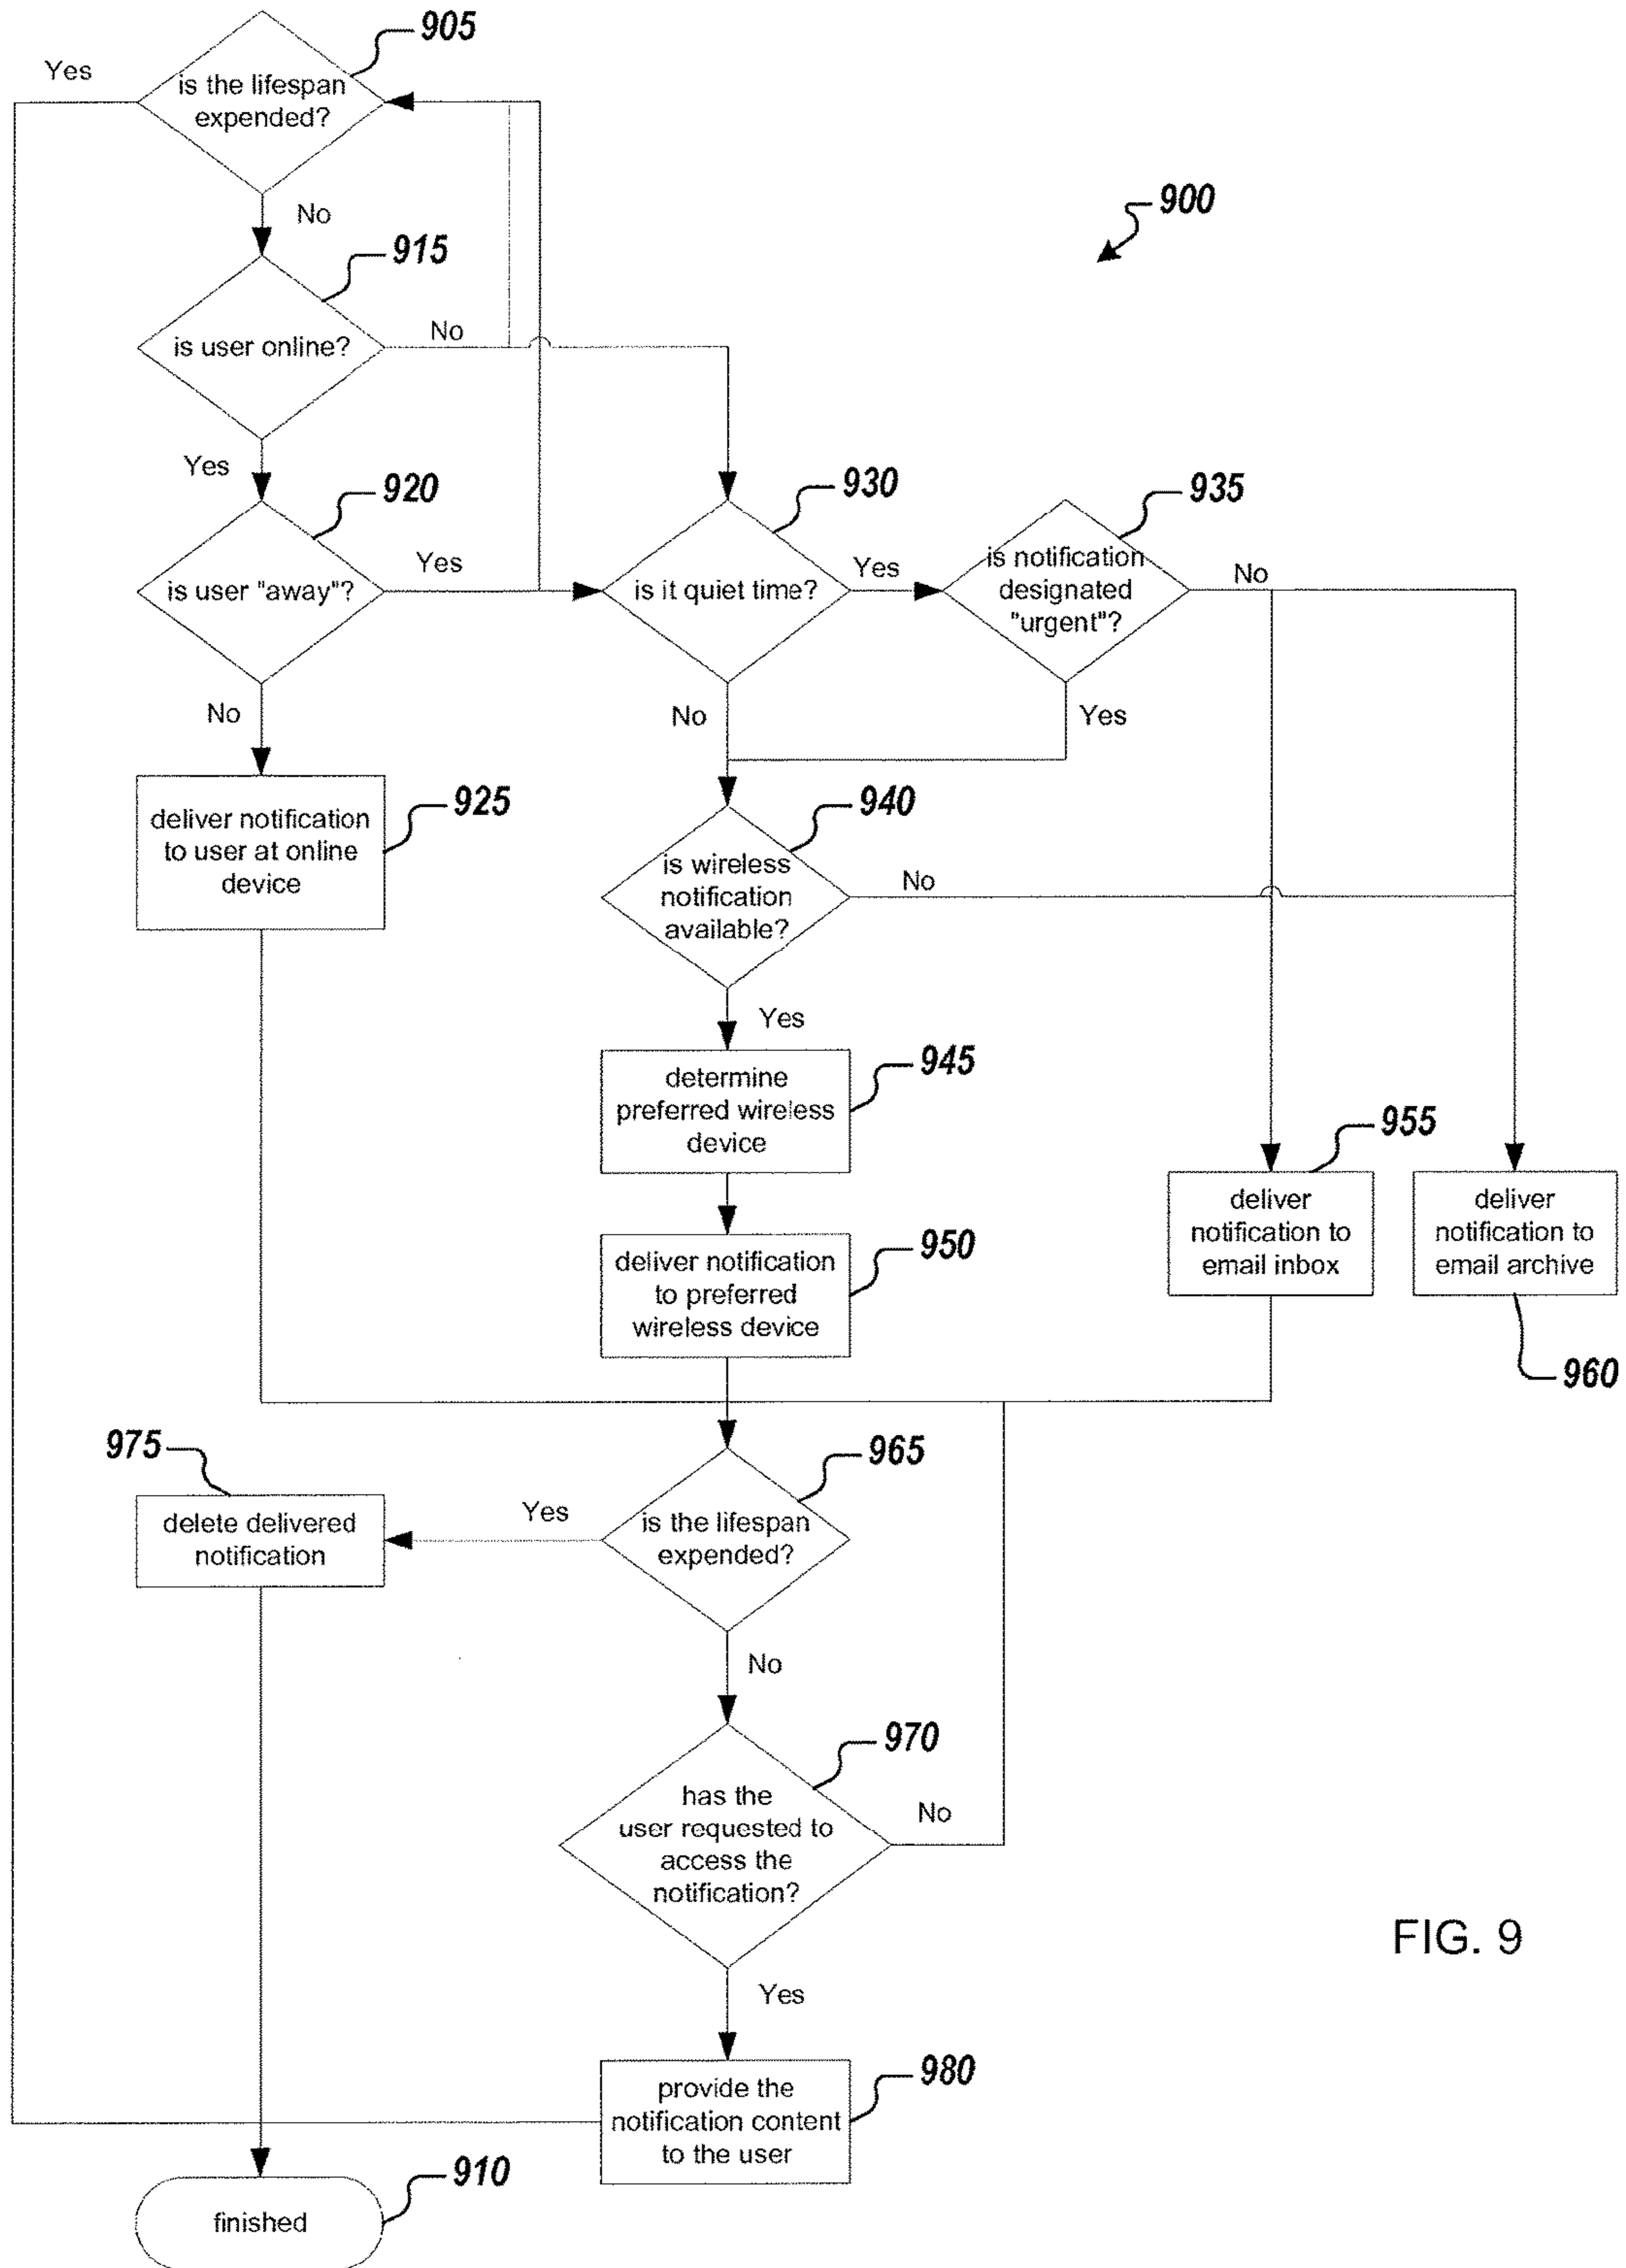 905
Yes
is the lifespan
expended?
900
No
915
is user online?
No
Yes
920
930
935
is user "away"?
Yes
is it quiet time?
Yes
is notification
designated
"urgent"?
No
No
No
Yes
deliver notification
to user at online
device
925
940
is wireless
notification
available?
No
Yes
determine
preferred wireless
device
945
955
deliver
notification to
email inbox
deliver
notification to
email archive
deliver notification
to preferred
wireless device
950
960
975
965
delete delivered
notification
Yes
is the lifespan
expended?
No
970
has the
user requested to
access the
notification?
No
FIG. 9
Yes
980
provide the
notification content
to the user
910
finished